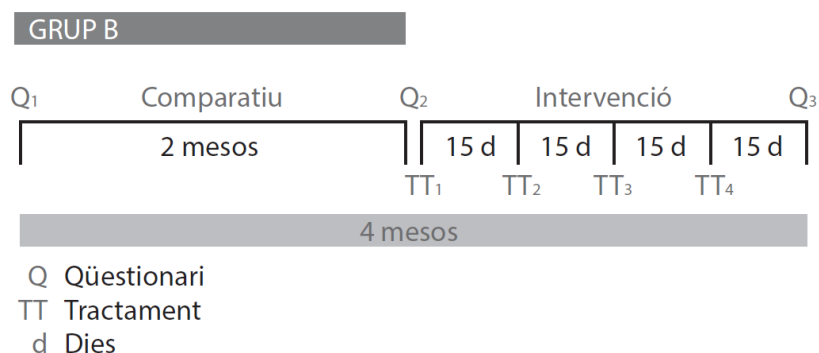 GRUP B
Q1 Comparatiu Q2 Intervenció Q3
2 mesos 15 d 15 d 15 d 15 d
TT1 TT2 TT3 TT4
4 mesos
Q Qüestionari
TT Tractament
d Dies